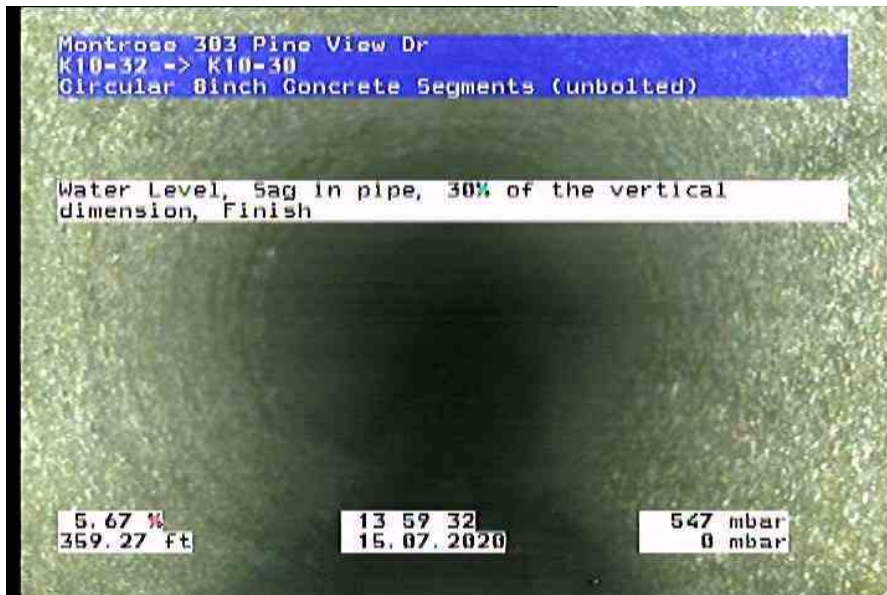 Montrose 303 Pine View Dr
K10-32 -> K10-30
Circular 8inch Concrete Segments (unbolted)
Water Level, Sag in pipe, 30% of the vertical
dimension, Finish
5.67 %
359.27 ft
13 59 32
15.07.2020
547 mbar
0 mbar